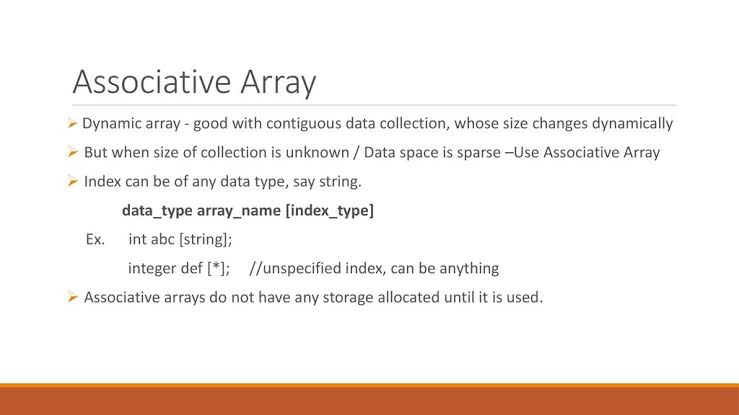 Associative Array
Dynamic array - good with contiguous data collection, whose size changes dynamically
But when size of collection is unknown / Data space is sparse –Use Associative Array
Index can be of any data type, say string.
data_type array_name [index_type]
Ex. int abc [string];
integer def [*]; //unspecified index, can be anything
Associative arrays do not have any storage allocated until it is used.